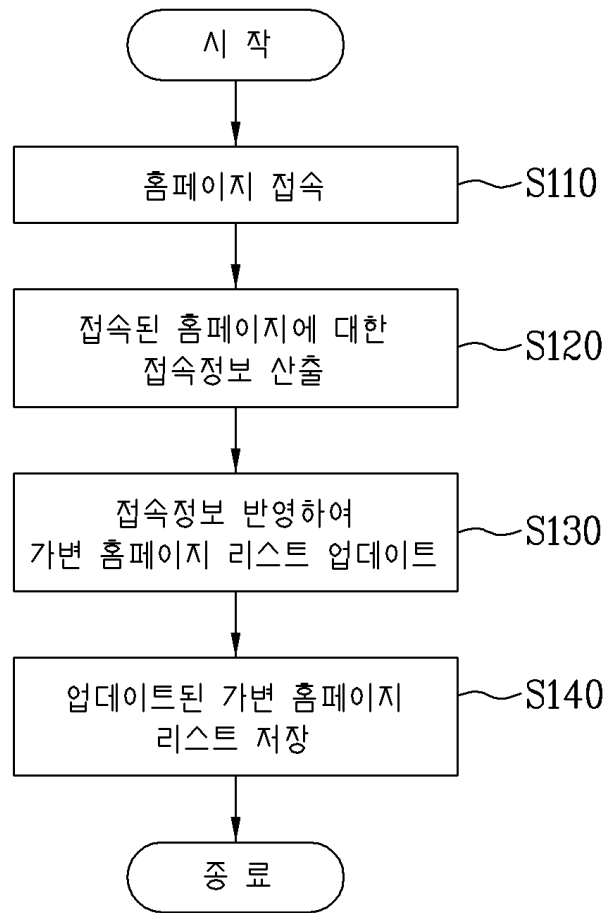 시 작
홈페이지 접속
S110
접속된 홈페이지에 대한
접속정보 산출
S120
접속정보 반영하여
가변 홈페이지 리스트 업데이트
S130
업데이트된 가변 홈페이지
리스트 저장
S140
종 료